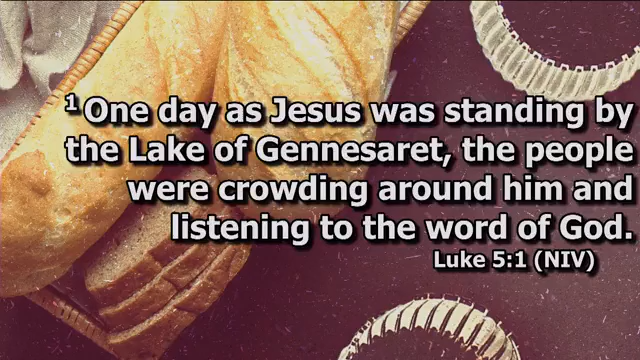 1 One day as Jesus was standing by
the Lake of Gennesaret, the people
were crowding around him and
listening to the word of God.
Luke 5:1 (NIV)